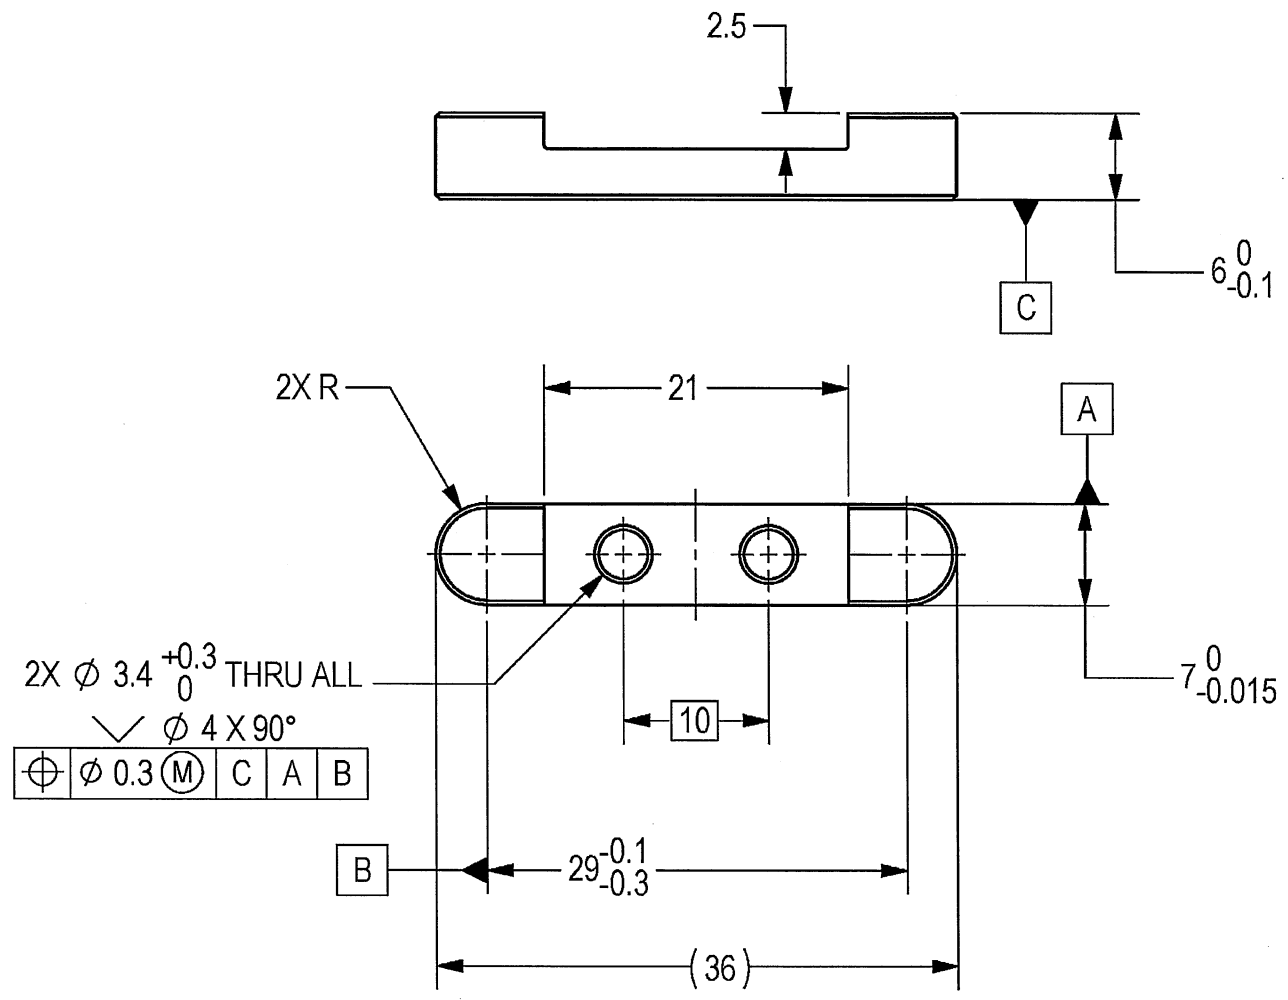 2.5
6 0
-0.1
C
2X R
21
A
2X Ø 3.4 +0.3
0 THRU ALL
⌵ Ø 4 X 90°
⌖ Ø 0.3 Ⓜ C A B
10
7 0
-0.015
B
29 -0.1
-0.3
(36)